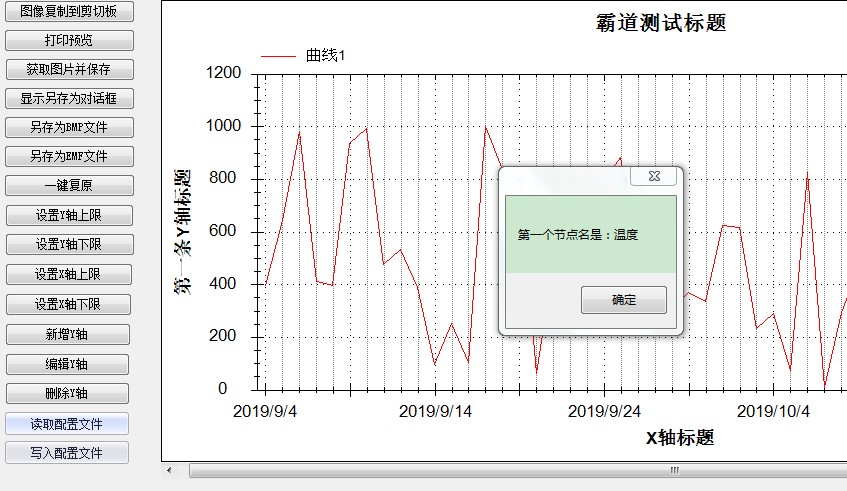 图像复制到剪切板
打印预览
获取图片并保存
显示另存为对话框
另存为BMP文件
另存为EMF文件
一键复原
设置Y轴上限
设置Y轴下限
设置X轴上限
设置X轴下限
新增Y轴
编辑Y轴
删除Y轴
读取配置文件
写入配置文件
霸道测试标题
曲线1
第一条Y轴标题
1200
1000
800
600
400
200
0
2019/9/4
2019/9/14
2019/9/24
2019/10/4
X轴标题
第一个节点名是：温度
确定